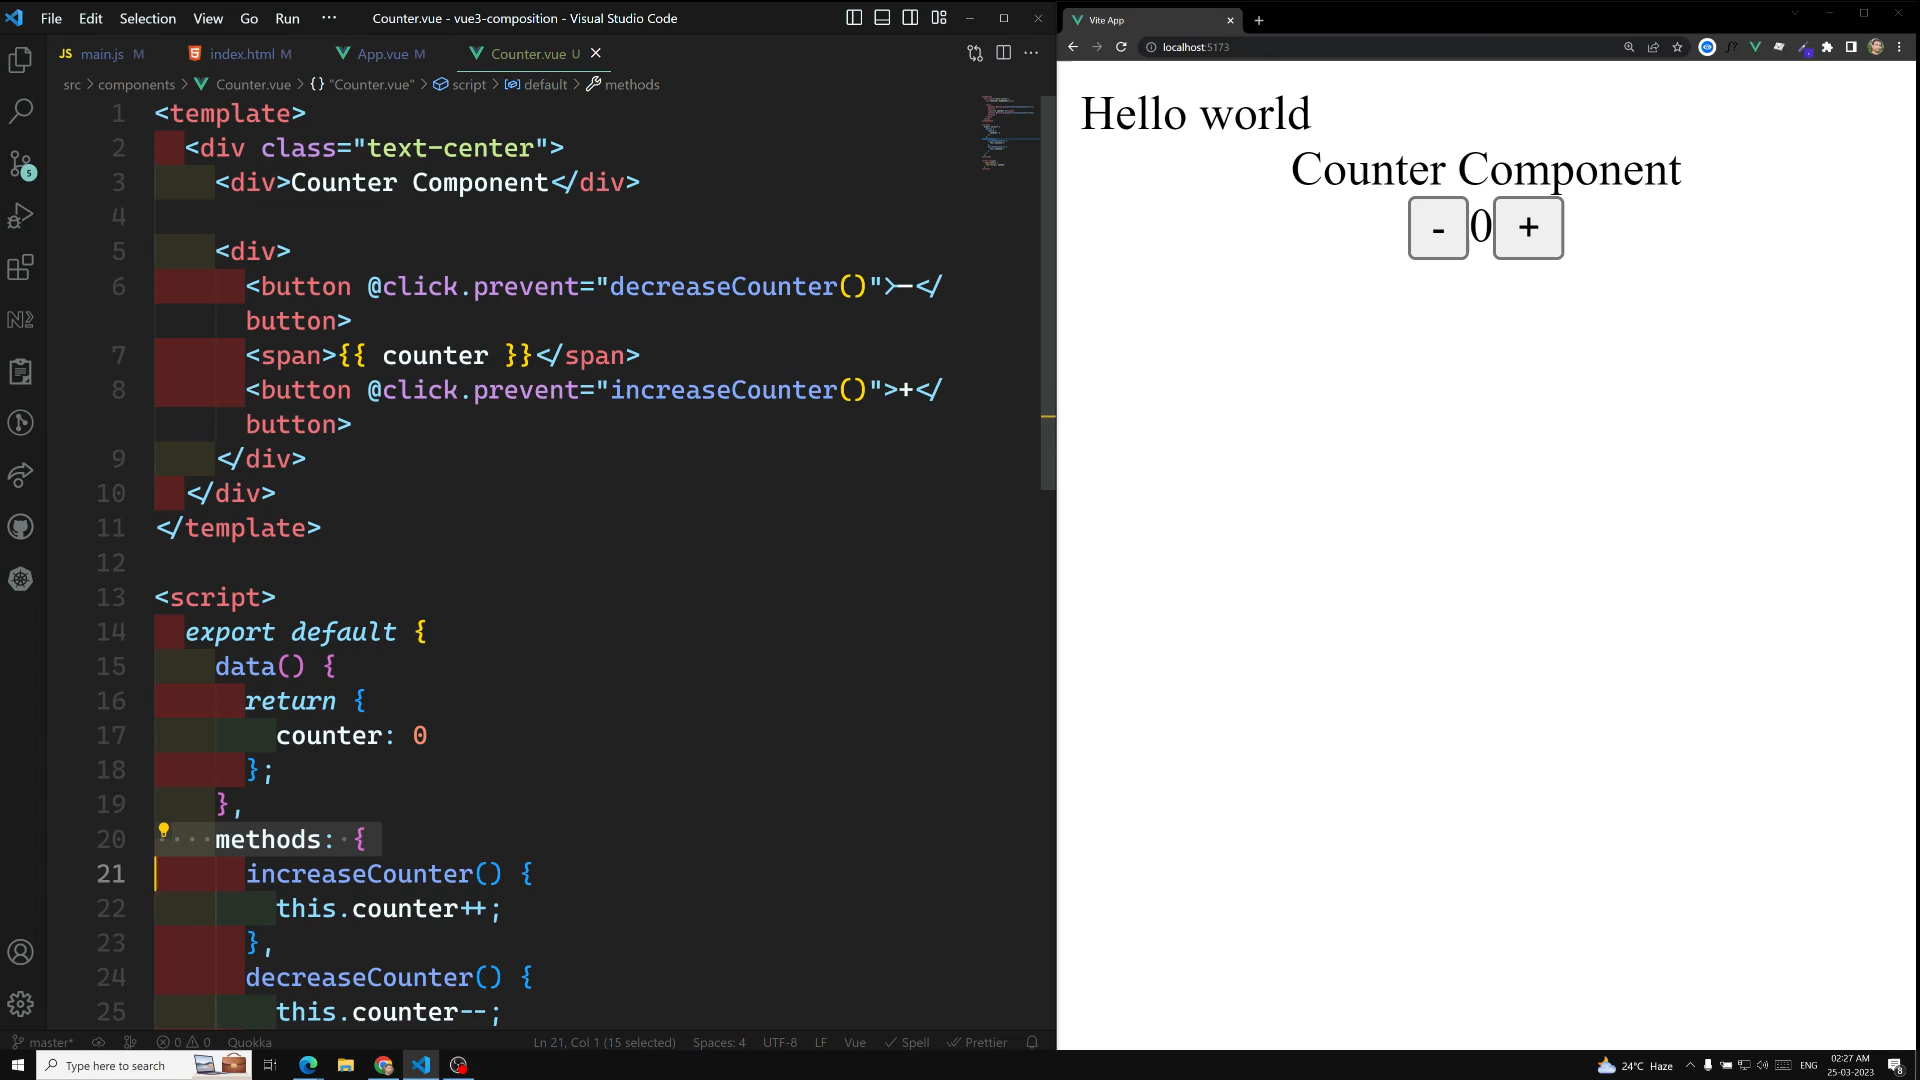 File Edit Selection View Go Run ··· Counter.vue - vue3-composition - Visual Studio Code
JS main.js M index.html M App.vue M Counter.vue U
src > components > Counter.vue > {} "Counter.vue" > script > default > methods
1 <template>
2 <div class="text-center">
3 <div>Counter Component</div>
4
5 <div>
6 <button @click.prevent="decreaseCounter()">-</
button>
7 <span>{{ counter }}</span>
8 <button @click.prevent="increaseCounter()">+</
button>
9 </div>
10 </div>
11 </template>
12
13 <script>
14 export default {
15 data() {
16 return {
17 counter: 0
18 };
19 },
20 ····methods:·{
21 increaseCounter() {
22 this.counter++;
23 },
24 decreaseCounter() {
25 this.counter--;
5
master* 0 0 Quokka Ln 21, Col 1 (15 selected) Spaces: 4 UTF-8 LF Vue Spell Prettier
Vite App
localhost:5173
Hello world
Counter Component
- 0 +
Type here to search
24°C Haze ENG 02:27 AM
25-03-2023
8